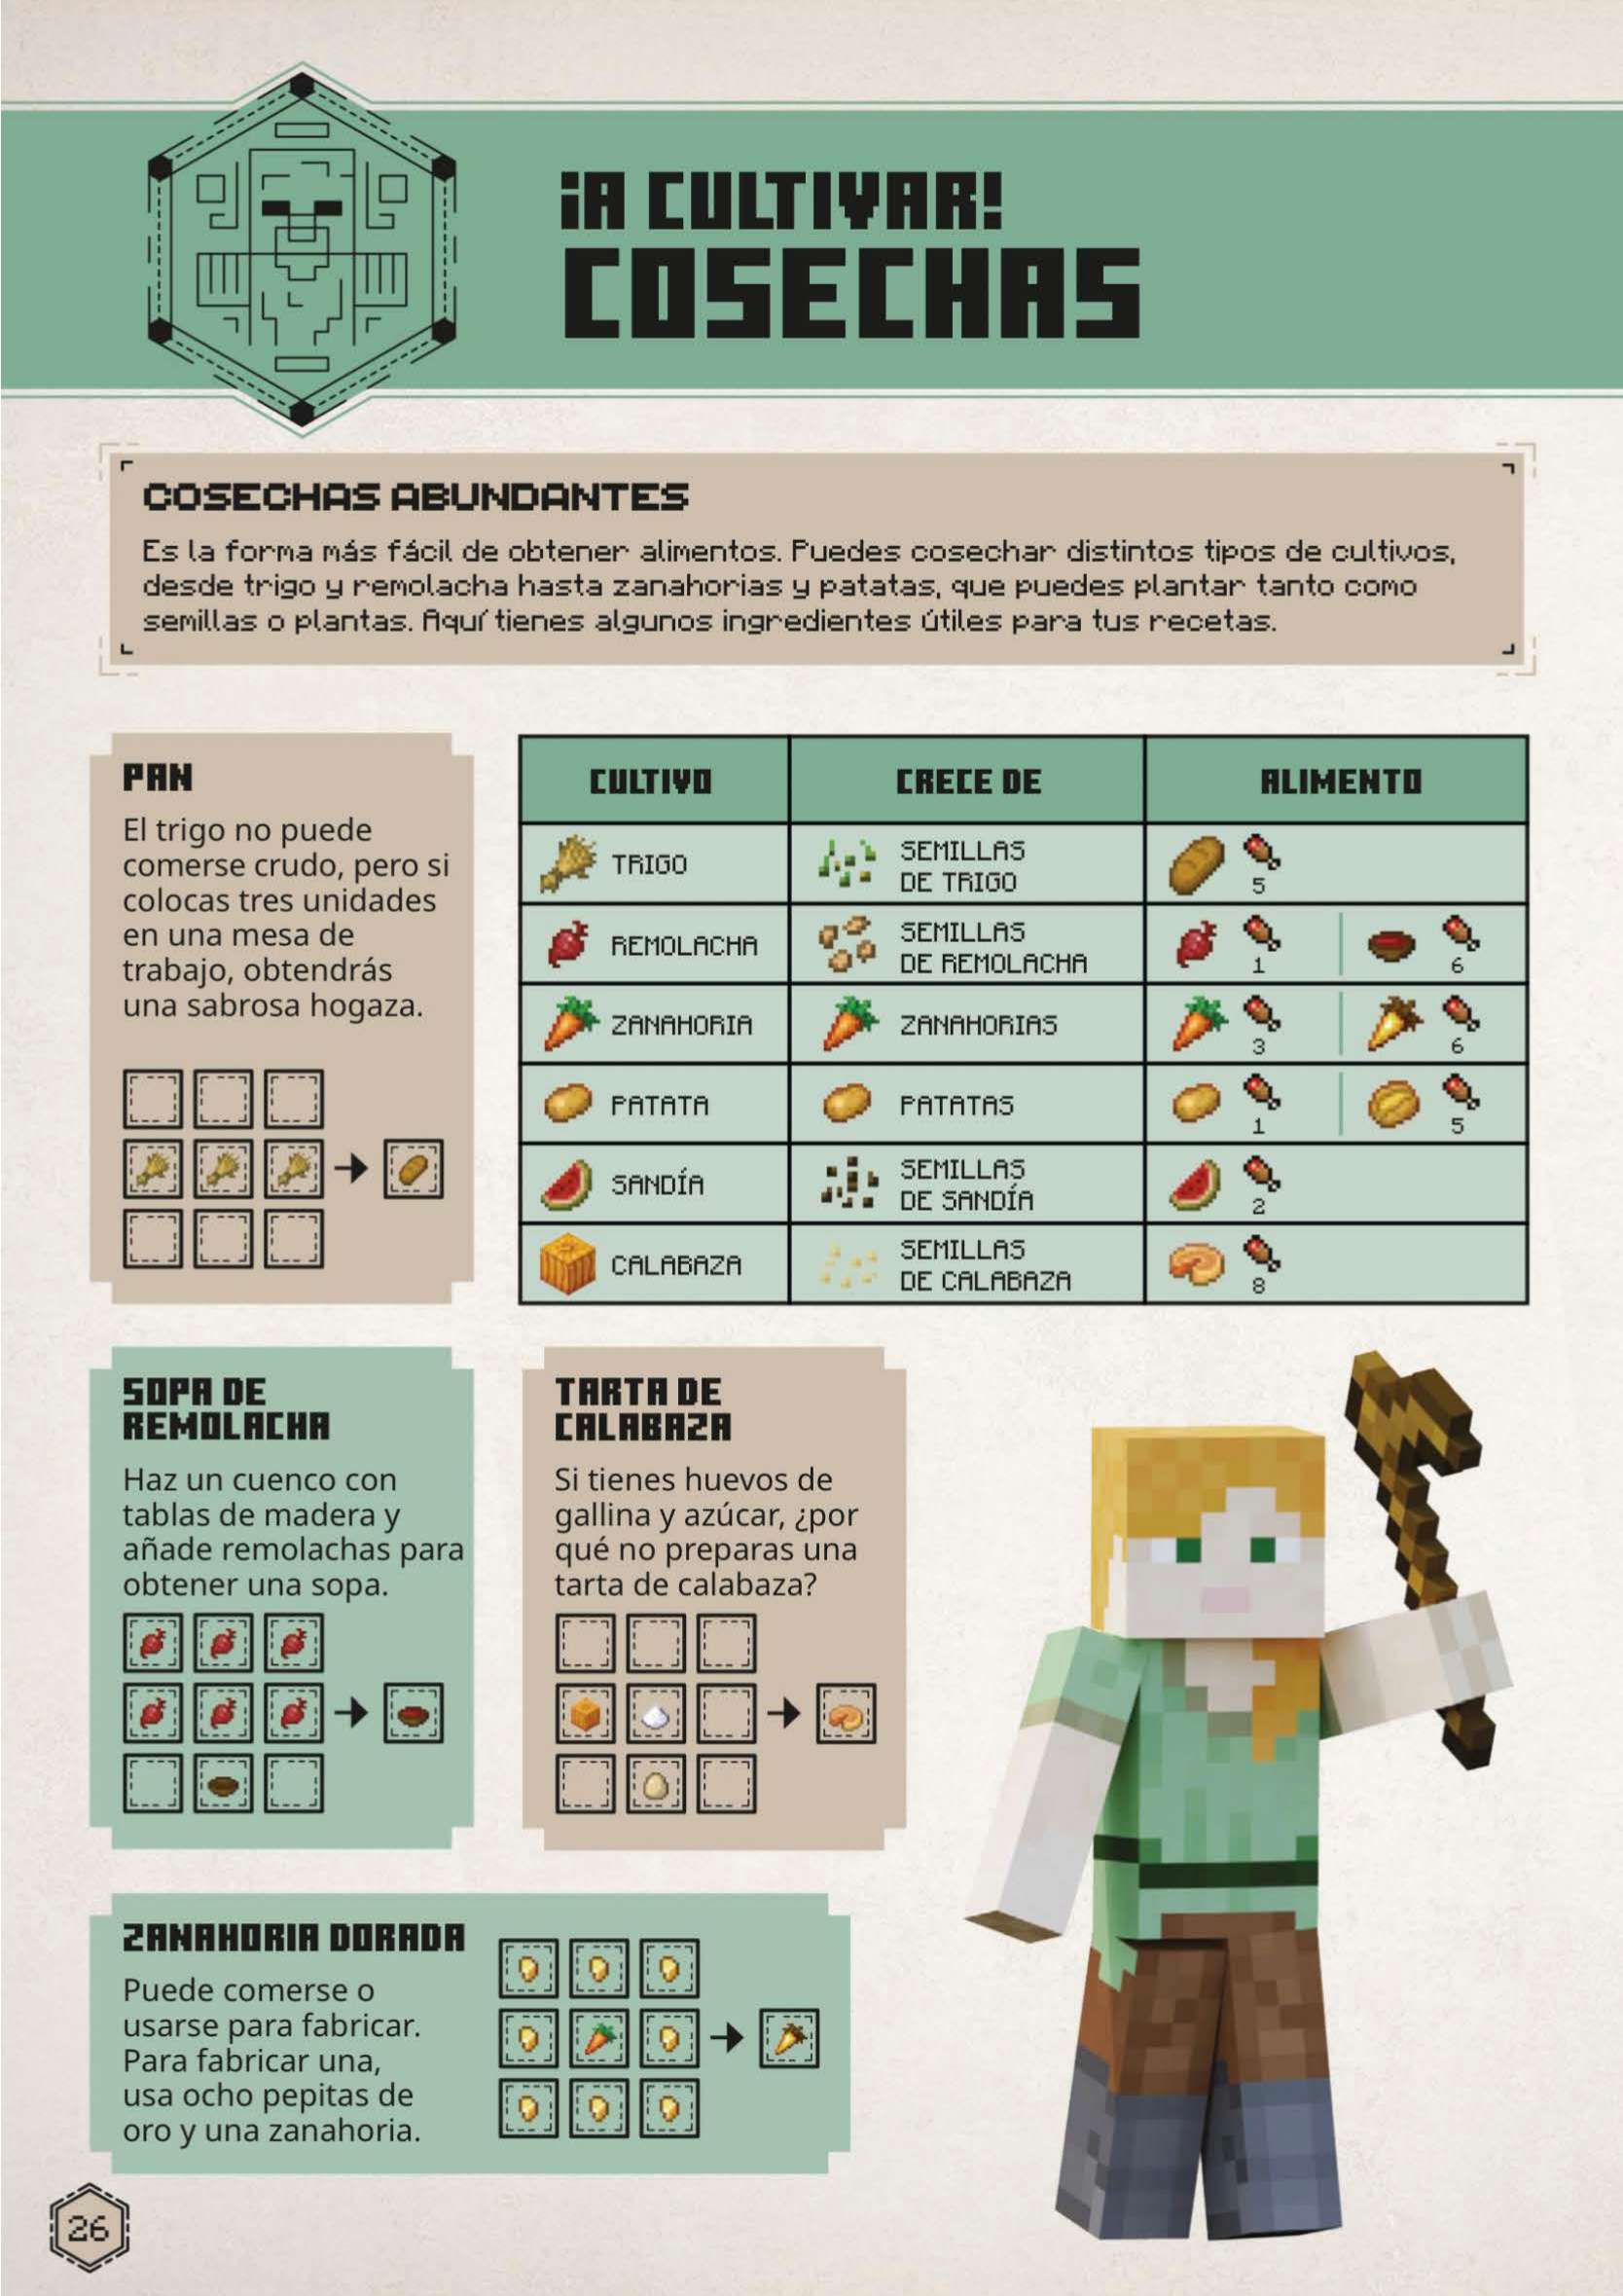 ¡A CULTIVAR!
COSECHAS
COSECHAS ABUNDANTES
Es la forma más fácil de obtener alimentos. Puedes cosechar distintos tipos de cultivos,
desde trigo y remolacha hasta zanahorias y patatas, que puedes plantar tanto como
semillas o plantas. Aquí tienes algunos ingredientes útiles para tus recetas.
PAN
El trigo no puede
comerse crudo, pero si
colocas tres unidades
en una mesa de
trabajo, obtendrás
una sabrosa hogaza.
CULTIVO CRECE DE ALIMENTO
TRIGO SEMILLAS
DE TRIGO 5
REMOLACHA SEMILLAS
DE REMOLACHA 1 6
ZANAHORIA ZANAHORIAS 3 6
PATATA PATATAS 1 5
SANDÍA SEMILLAS
DE SANDÍA 2
CALABAZA SEMILLAS
DE CALABAZA 8
SOPA DE
REMOLACHA
Haz un cuenco con
tablas de madera y
añade remolachas para
obtener una sopa.
TARTA DE
CALABAZA
Si tienes huevos de
gallina y azúcar, ¿por
qué no preparas una
tarta de calabaza?
ZANAHORIA DORADA
Puede comerse o
usarse para fabricar.
Para fabricar una,
usa ocho pepitas de
oro y una zanahoria.
26